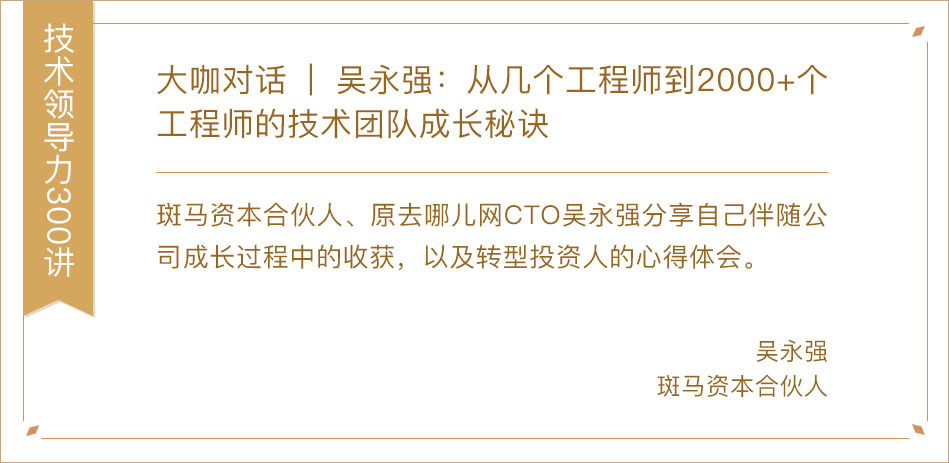 技术领导力300讲
大咖对话 | 吴永强：从几个工程师到2000+个
工程师的技术团队成长秘诀
斑马资本合伙人、原去哪儿网CTO吴永强分享自己伴随公
司成长过程中的收获，以及转型投资人的心得体会。
吴永强
斑马资本合伙人